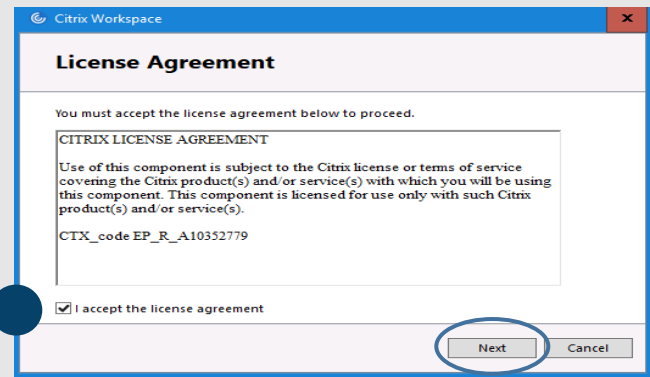 Citrix Workspace
x
License Agreement
You must accept the license agreement below to proceed.
CITRIX LICENSE AGREEMENT
Use of this component is subject to the Citrix license or terms of service
covering the Citrix product(s) and/or service(s) with which you will be using
this component. This component is licensed for use only with such Citrix
product(s) and/or service(s).
CTX_code EP_R_A10352779
I accept the license agreement
Next Cancel